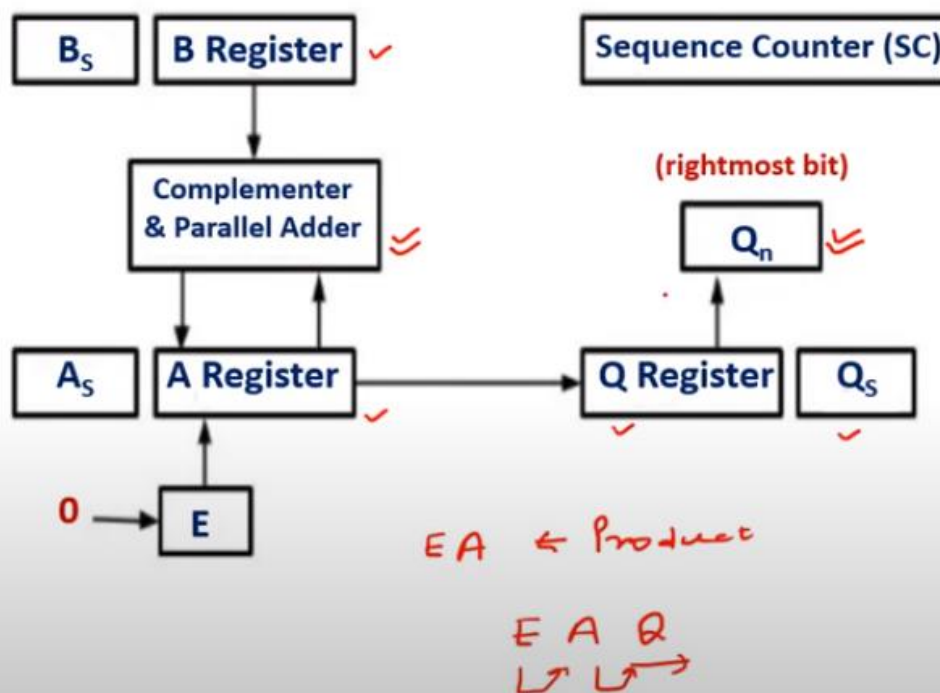 Bs B Register Sequence Counter (SC)
Complementer
& Parallel Adder
(rightmost bit)
Qn
As A Register Q Register Qs
0 E
EA ← Product
E A Q